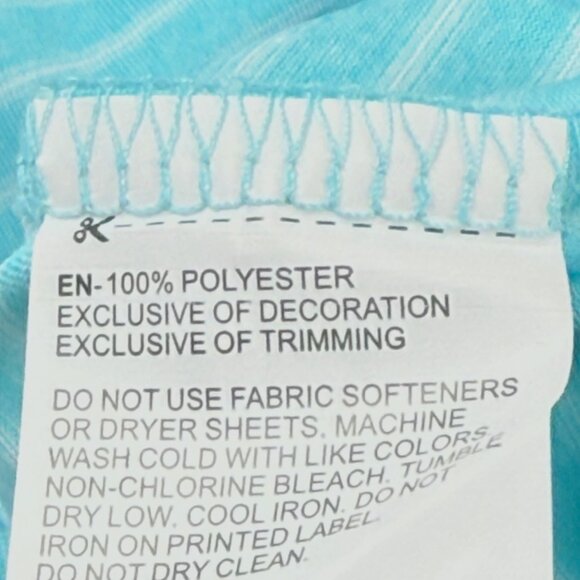 EN-100% POLYESTER
EXCLUSIVE OF DECORATION
EXCLUSIVE OF TRIMMING
DO NOT USE FABRIC SOFTENERS
OR DRYER SHEETS. MACHINE
WASH COLD WITH LIKE COLORS.
NON-CHLORINE BLEACH. TUMBLE
DRY LOW. COOL IRON. DO NOT
IRON ON PRINTED LABEL.
DO NOT DRY CLEAN.